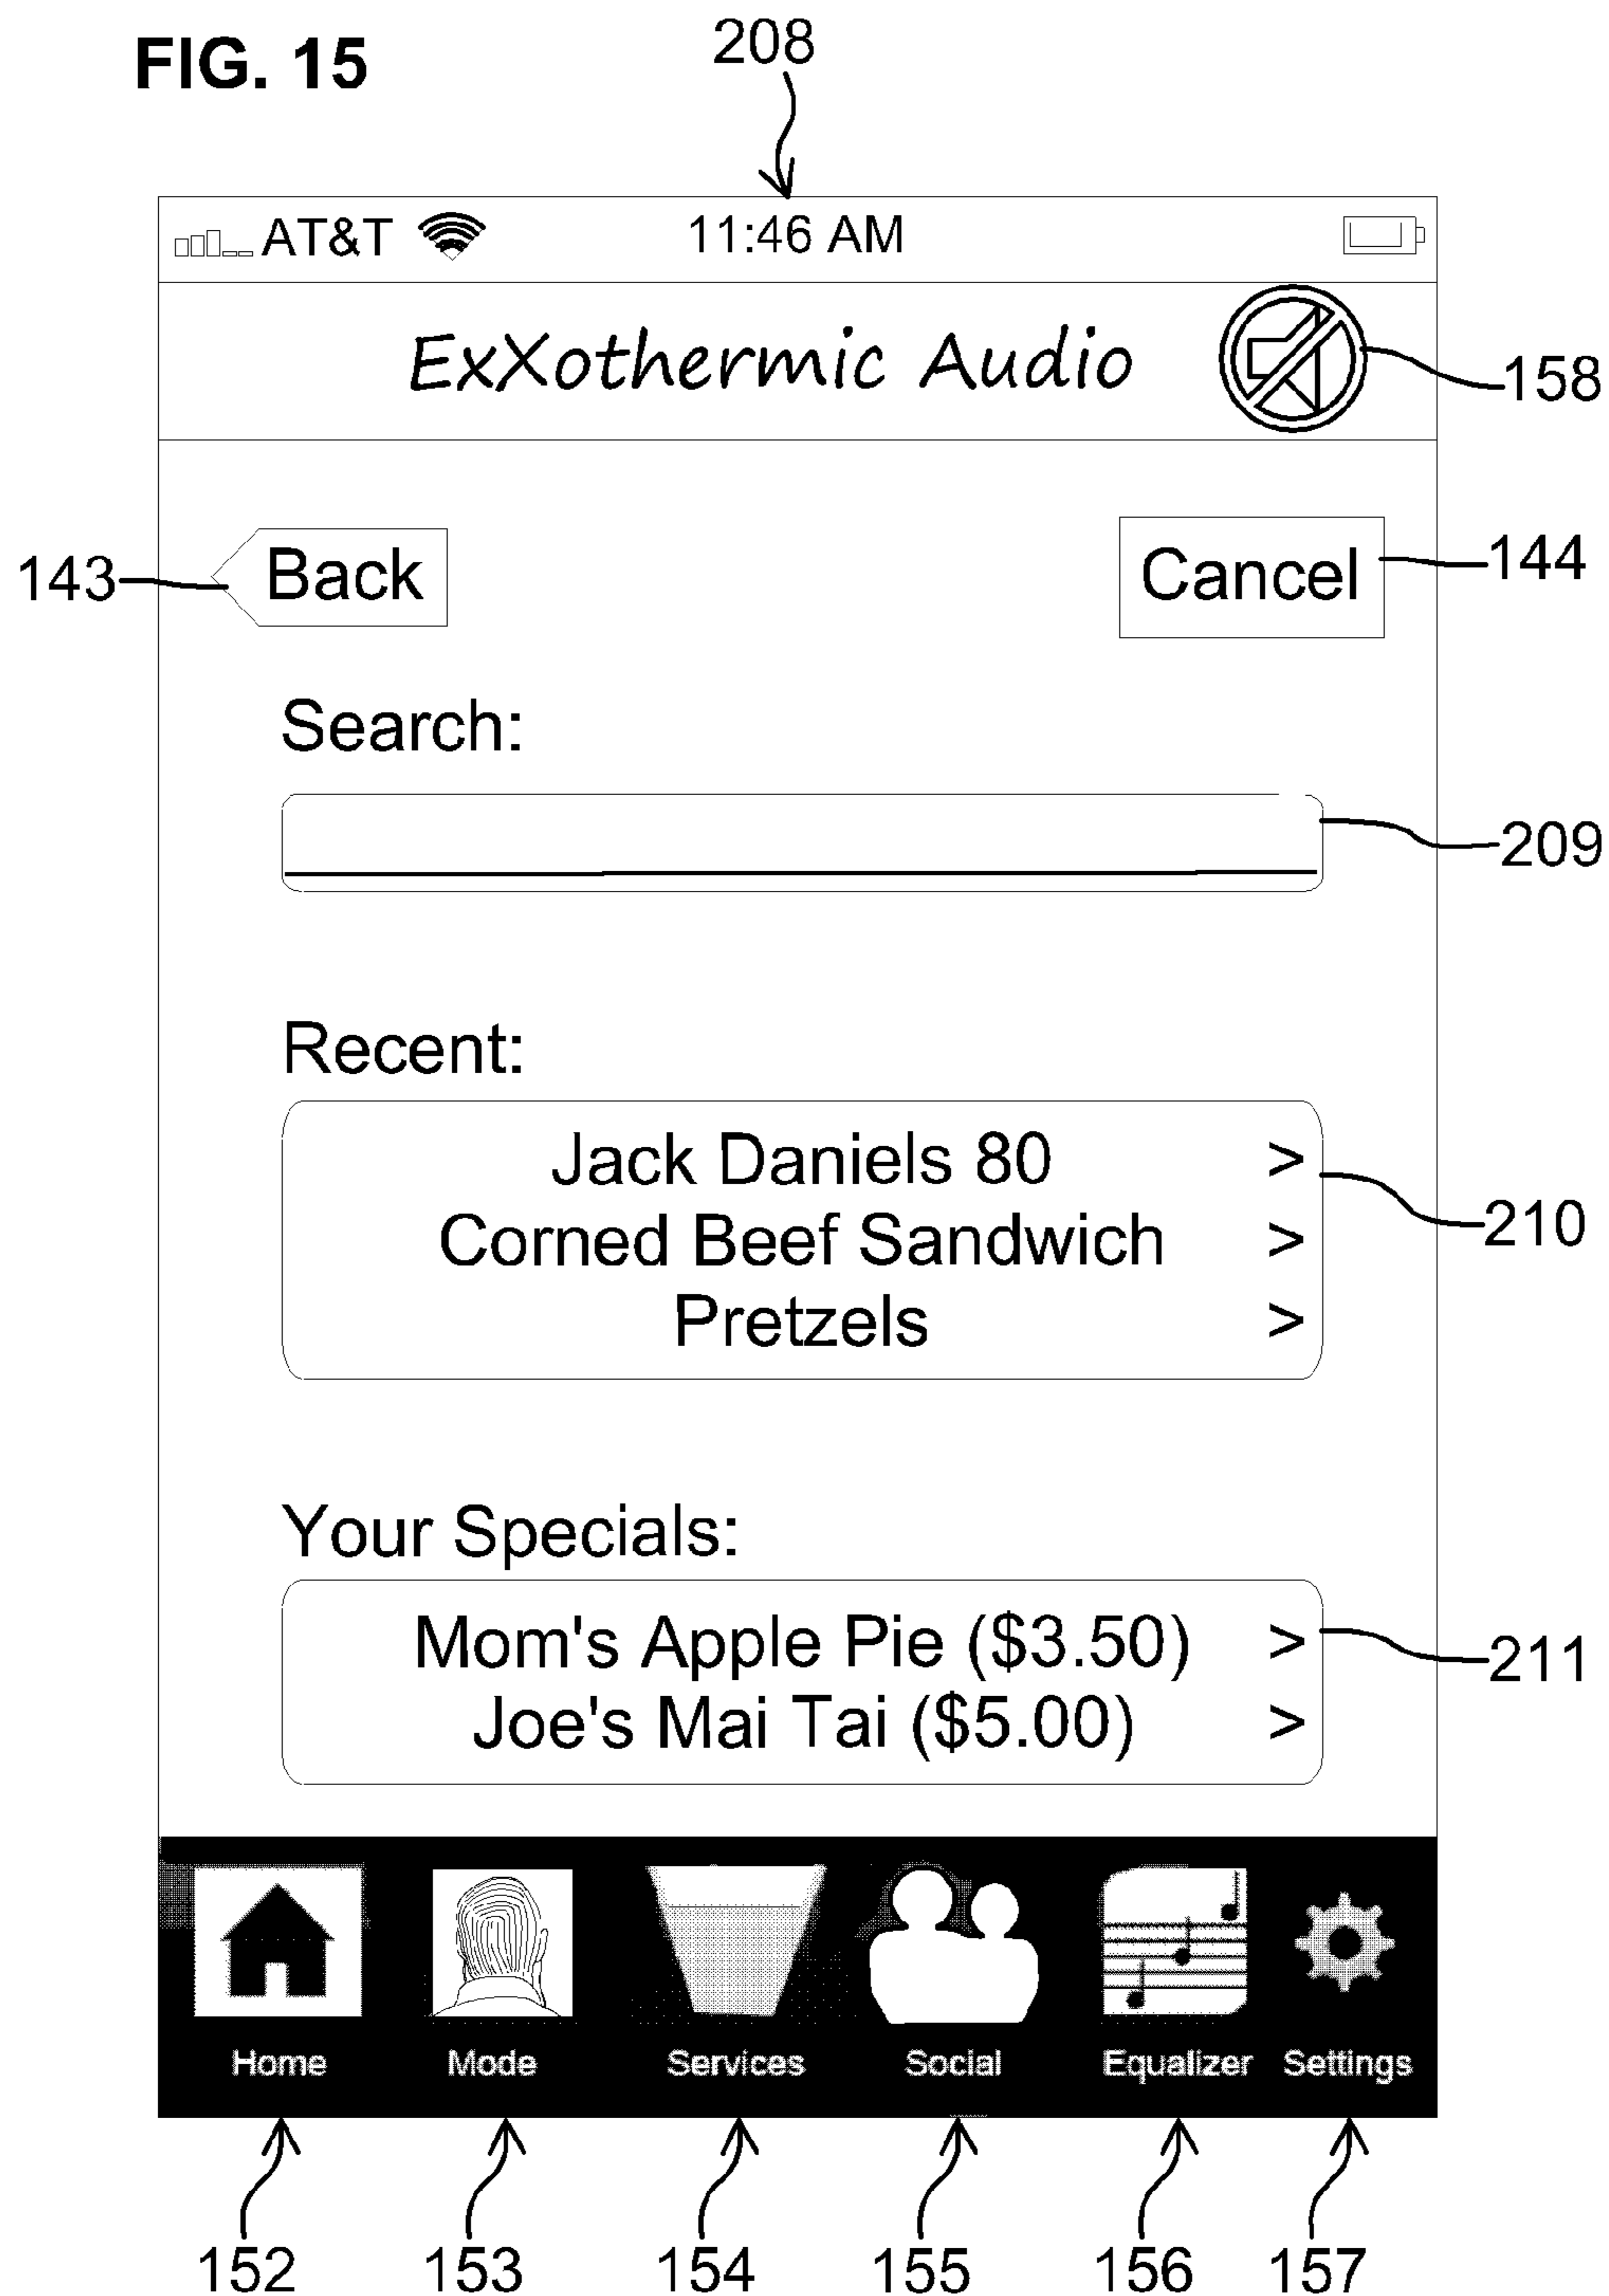 FIG. 15
208
AT&T 11:46 AM
ExXothermic Audio
158
143 Back Cancel 144
Search:
209
Recent:
Jack Daniels 80 >
210
Corned Beef Sandwich >
Pretzels >
Your Specials:
Mom's Apple Pie ($3.50) >
211
Joe's Mai Tai ($5.00) >
Home Mode Services Social Equalizer Settings
152 153 154 155 156 157